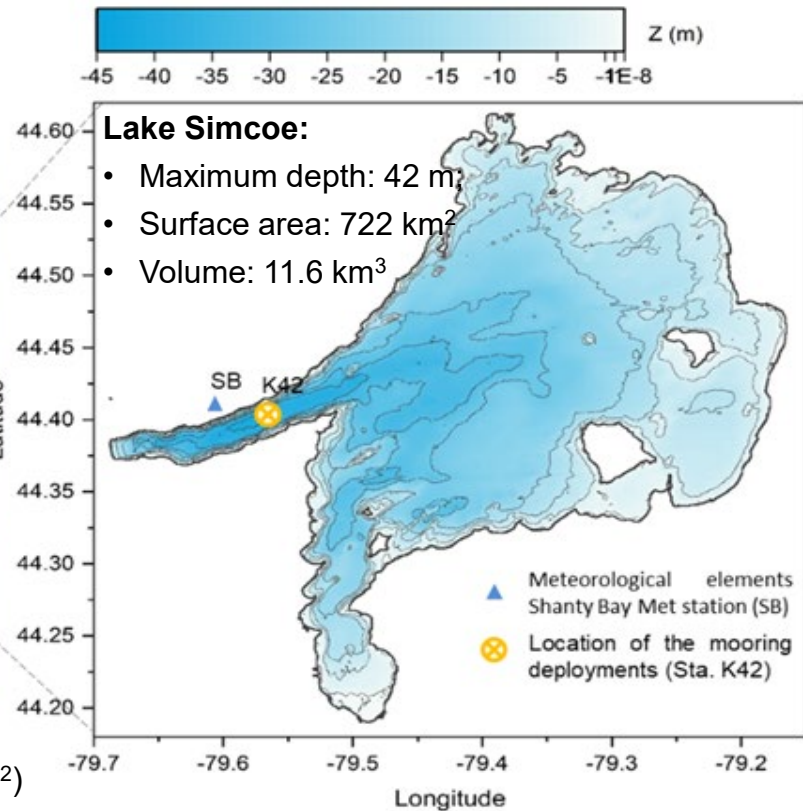 Z (m)
-45 -40 -35 -30 -25 -20 -15 -10 -5 -1E-8
44.60
Lake Simcoe:
• Maximum depth: 42 m;
44.55
• Surface area: 722 km²
44.50
• Volume: 11.6 km³
44.45
SB K42
44.40
44.35
44.30
Meteorological elements
Shanty Bay Met station (SB)
44.25
Location of the mooring
deployments (Sta. K42)
44.20
-79.7 -79.6 -79.5 -79.4 -79.3 -79.2
²)
Longitude